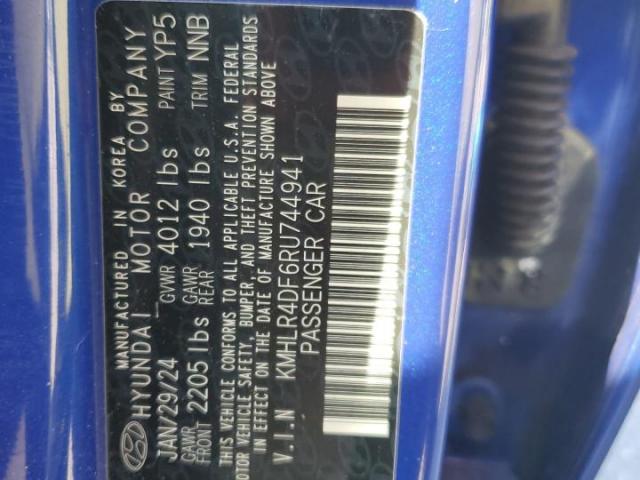 MANUFACTURED IN KOREA BY
HYUNDAI MOTOR COMPANY
JAN/29/24 GVWR 4012 lbs PAINT YP5
GAWR FRONT 2205 lbs GAWR REAR 1940 lbs TRIM NNB
THIS VEHICLE CONFORMS TO ALL APPLICABLE U.S.A. FEDERAL
MOTOR VEHICLE SAFETY, BUMPER, AND THEFT PREVENTION STANDARDS
IN EFFECT ON THE DATE OF MANUFACTURE SHOWN ABOVE
V.I.N KMHLR4DF6RU744941
PASSENGER CAR